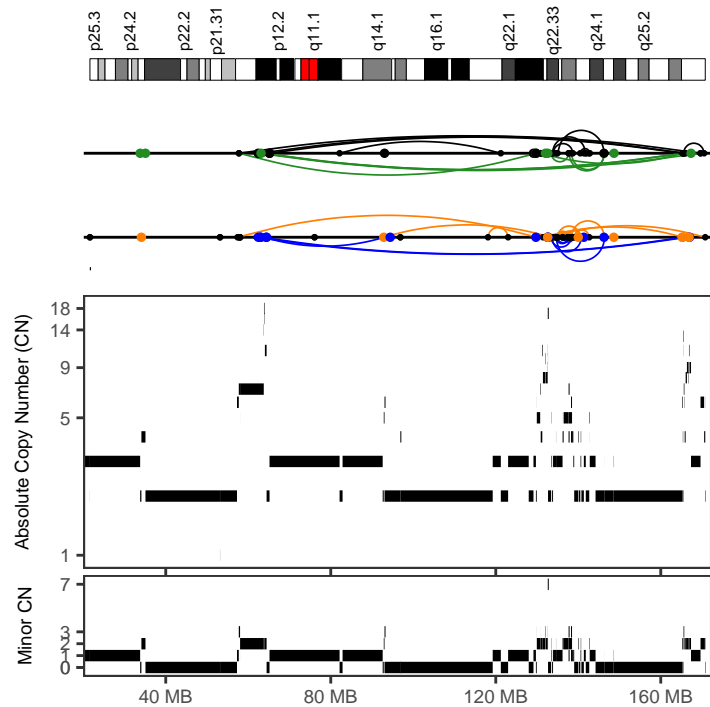 p25.3 p24.2 p22.2 p21.31 p12.2 q11.1 q14.1 q16.1 q22.1 q22.33 q24.1 q25.2
Absolute Copy Number (CN)
18
14
9
5
1
Minor CN
7
3
2
1
0
40 MB 80 MB 120 MB 160 MB